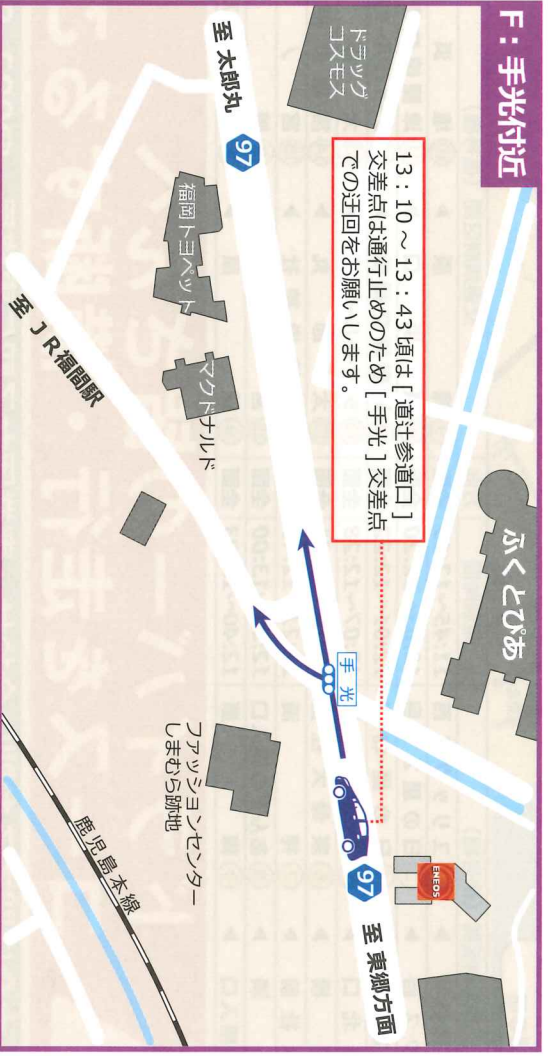 F：手光付近
ドラッグ
コスモス
至 太郎丸
97
福岡トヨペット
マクドナルド
至 JR福間駅
13：10～13：43 頃は [ 道辻参道口 ]
交差点は通行止めのため [ 手光 ] 交差点
での迂回をお願いします。
ふくとぴあ
手 光
ファッションセンター
しまむら跡地
鹿児島本線
ENEOS
97
至 東郷方面